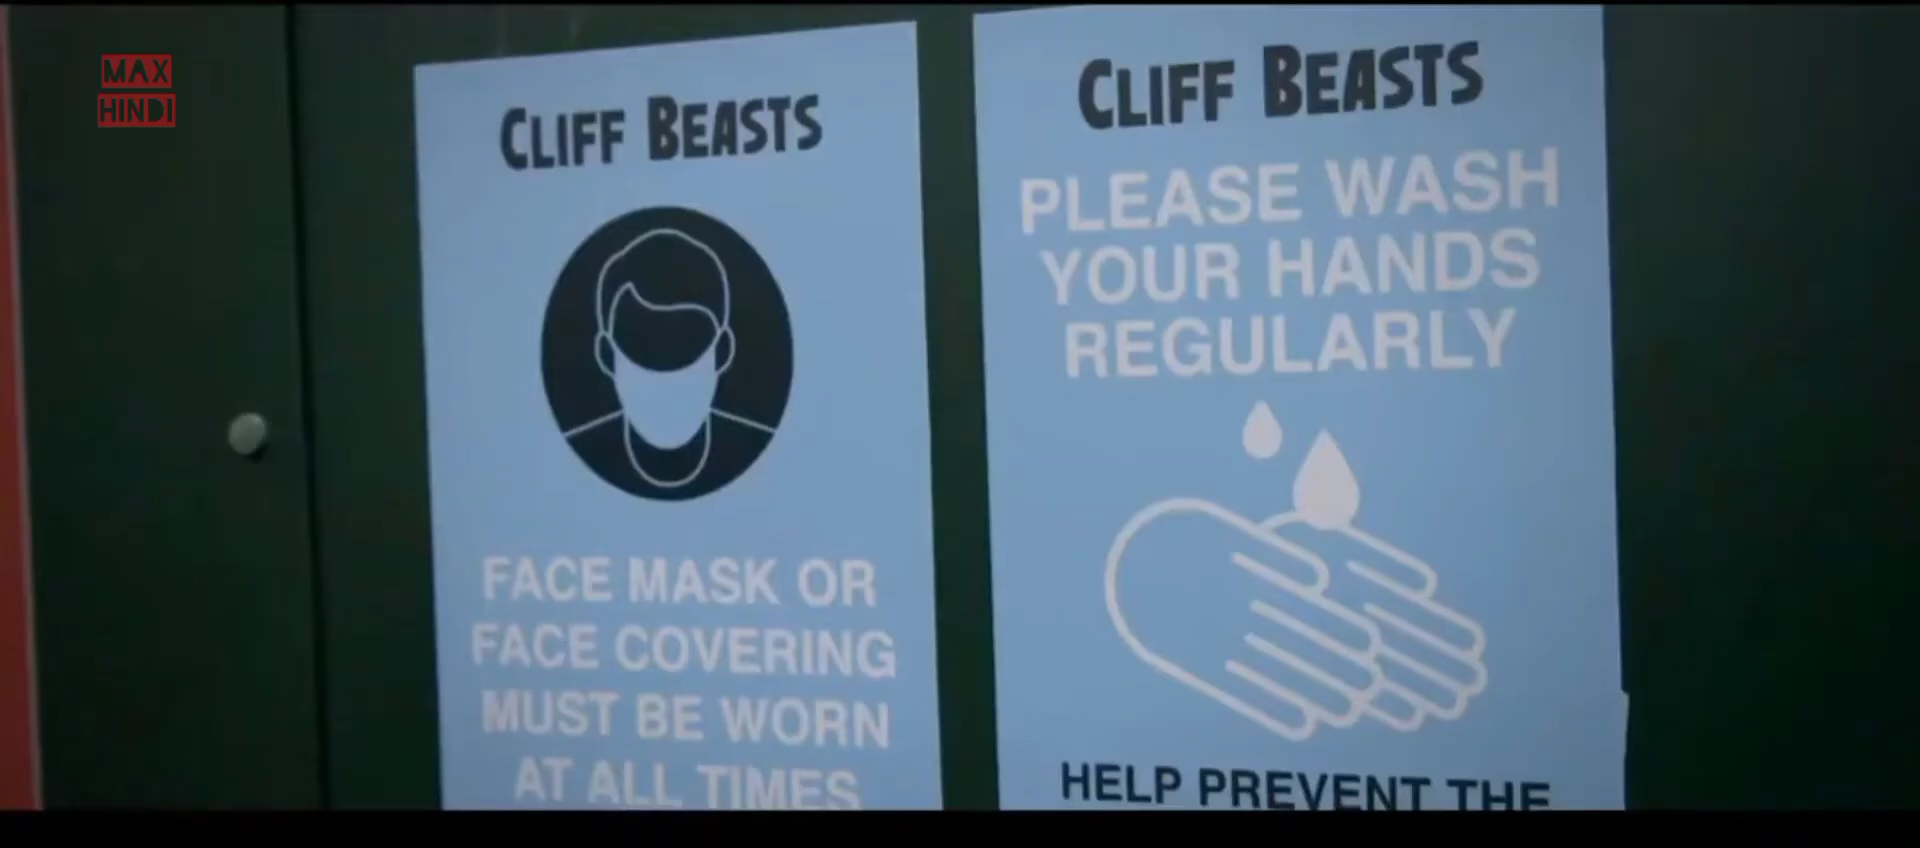 MAX
HINDI
CLIFF BEASTS
FACE MASK OR
FACE COVERING
MUST BE WORN
AT ALL TIMES
CLIFF BEASTS
PLEASE WASH
YOUR HANDS
REGULARLY
HELP PREVENT THE